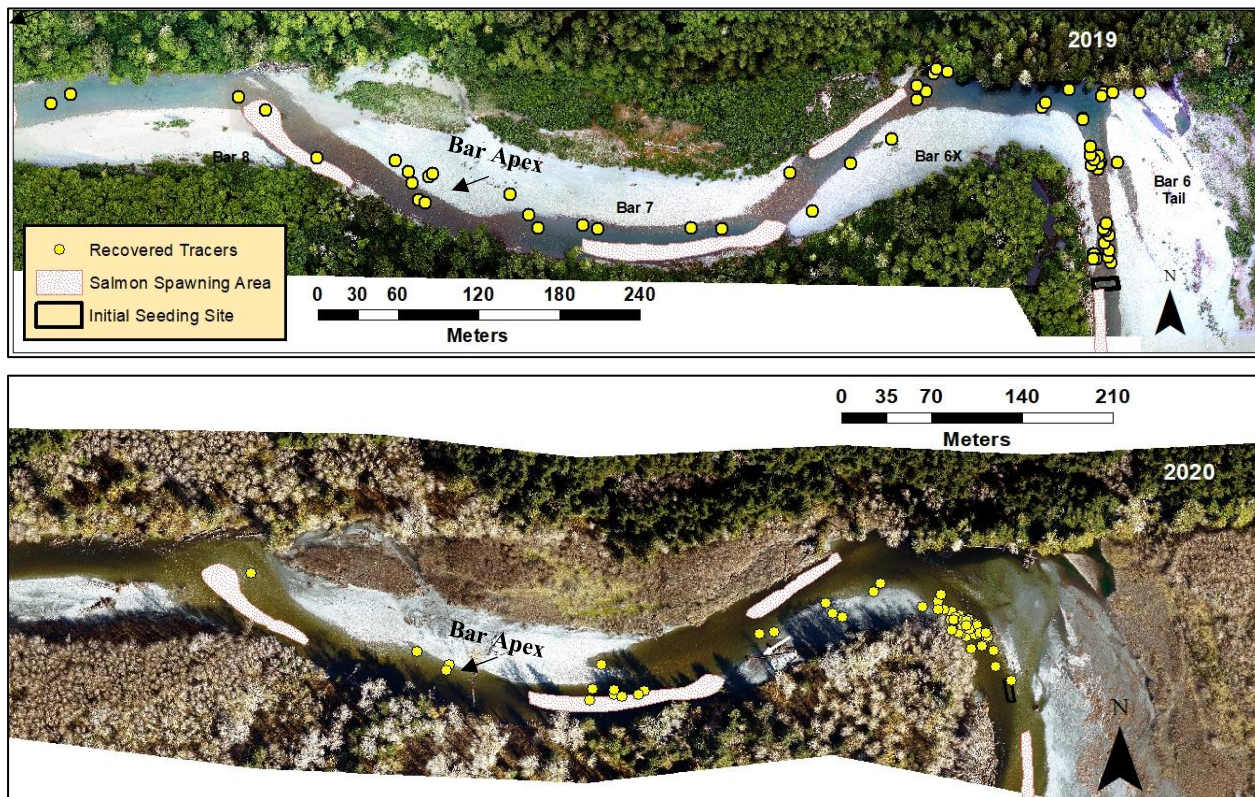 2019
Bar Apex
Bar 8
Bar 7
Bar 6X
Bar 6
Tail
Recovered Tracers
Salmon Spawning Area
Initial Seeding Site
0 30 60 120 180 240
Meters
N
0 35 70 140 210
Meters
2020
Bar Apex
N